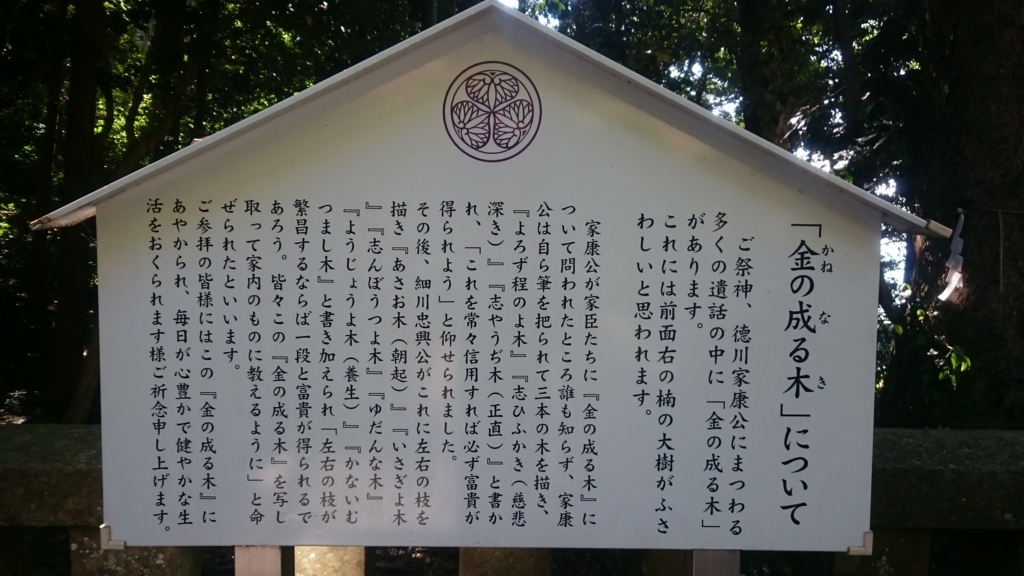 「金の成る木」について
かね な き
ご祭神、徳川家康公にまつわる
多くの遺話の中に「金の成る木」
があります。
これには前面右の楠の大樹がふさ
わしいと思われます。
家康公が家臣たちに『金の成る木』に
ついて問われたところ誰も知らず、家康
公は自ら筆を把られて三本の木を描き、
『よろず程のよ木』『志ひふかき（慈悲
深き）』『志やうぢ木（正直）』と書か
れ、「これを常々信用すれば必ず富貴が
得られよう」と仰せられました。
その後、細川忠興公がこれに左右の枝を
描き『あさお木（朝起）』『いさぎよ木
』『志んぼうつよ木』『ゆだんな木』
『ようじょうよ木（養生）』『かないむ
つまし木』と書き加えられ「左右の枝が
繁昌するならば一段と富貴が得られるで
あろう。皆々この『金の成る木』を写し
取って家内のものに教えるように」と命
ぜられたといいます。
ご参拝の皆様にはこの『金の成る木』に
あやかられ、毎日が心豊かで健やかな生
活をおくられます様ご祈念申し上げます。